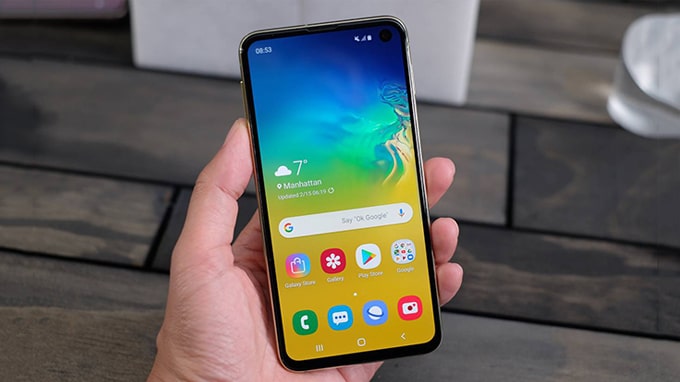 08:53
7°
Manhattan
Updated 2/15 06:19
G Say "Ok Google"
Galaxy Store
Gallery
Play Store
Google